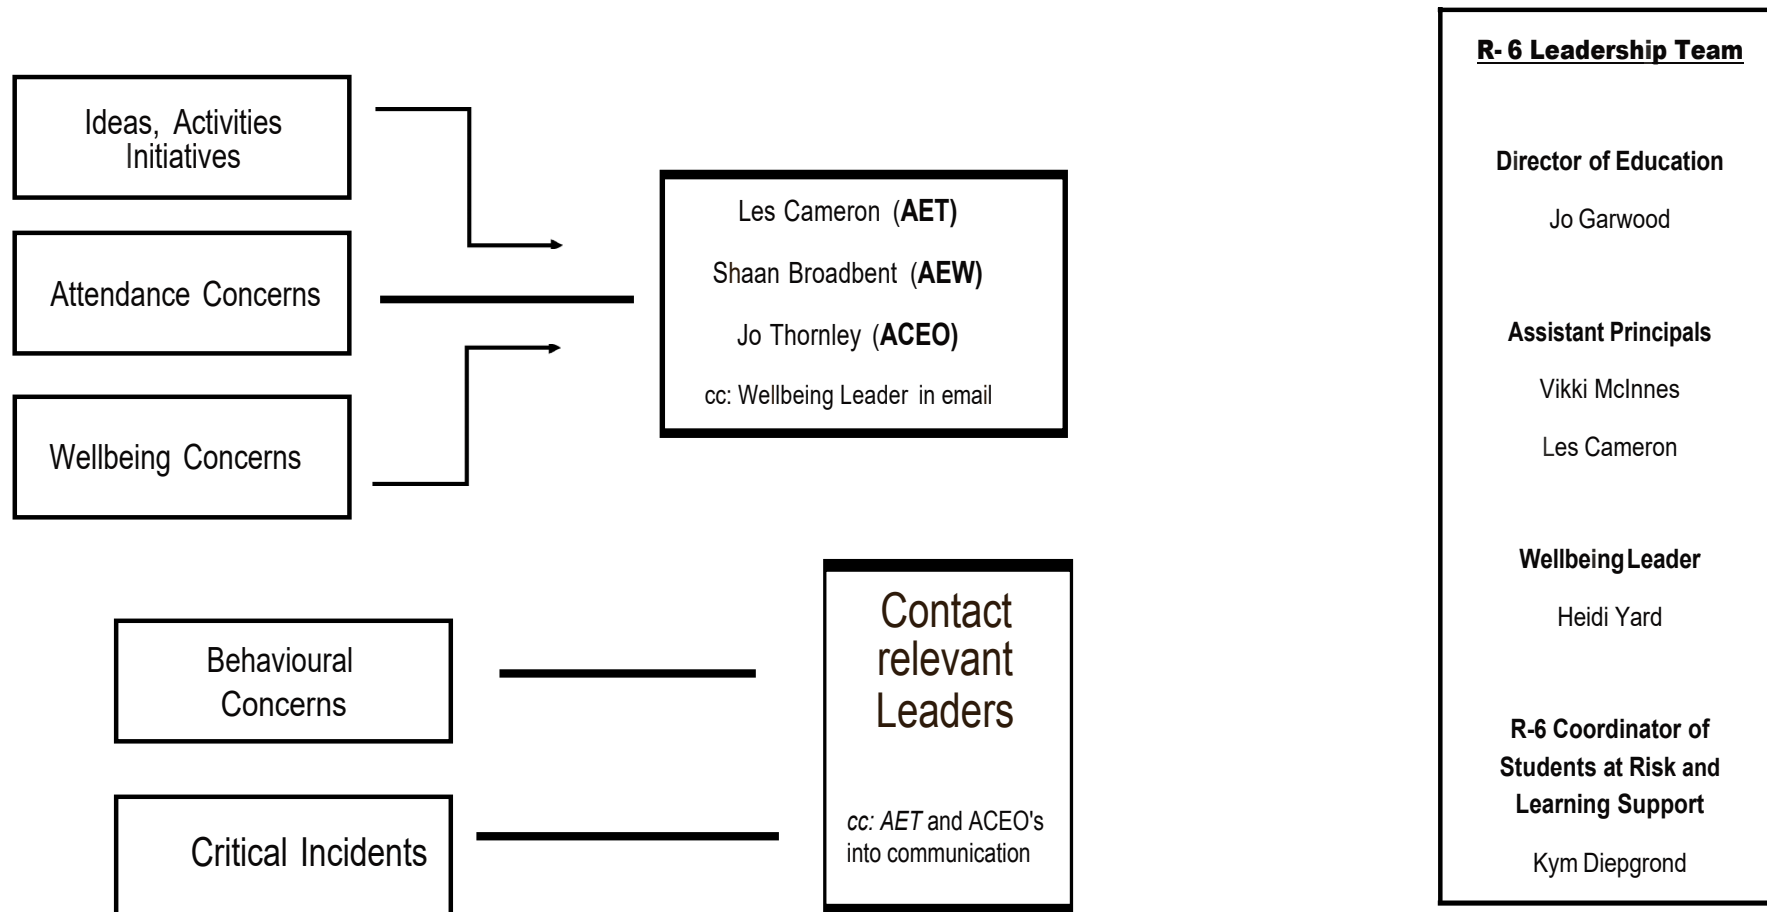 Ideas, Activities
Initiatives
Attendance Concerns
Wellbeing Concerns
Les Cameron (AET)
Shaan Broadbent (AEW)
Jo Thornley (ACEO)
cc: Wellbeing Leader in email
Behavioural
Concerns
Critical Incidents
Contact
relevant
Leaders
cc: AET and ACEO's
into communication
R- 6 Leadership Team
Director of Education
Jo Garwood
Assistant Principals
Vikki McInnes
Les Cameron
Wellbeing Leader
Heidi Yard
R-6 Coordinator of
Students at Risk and
Learning Support
Kym Diepgrond